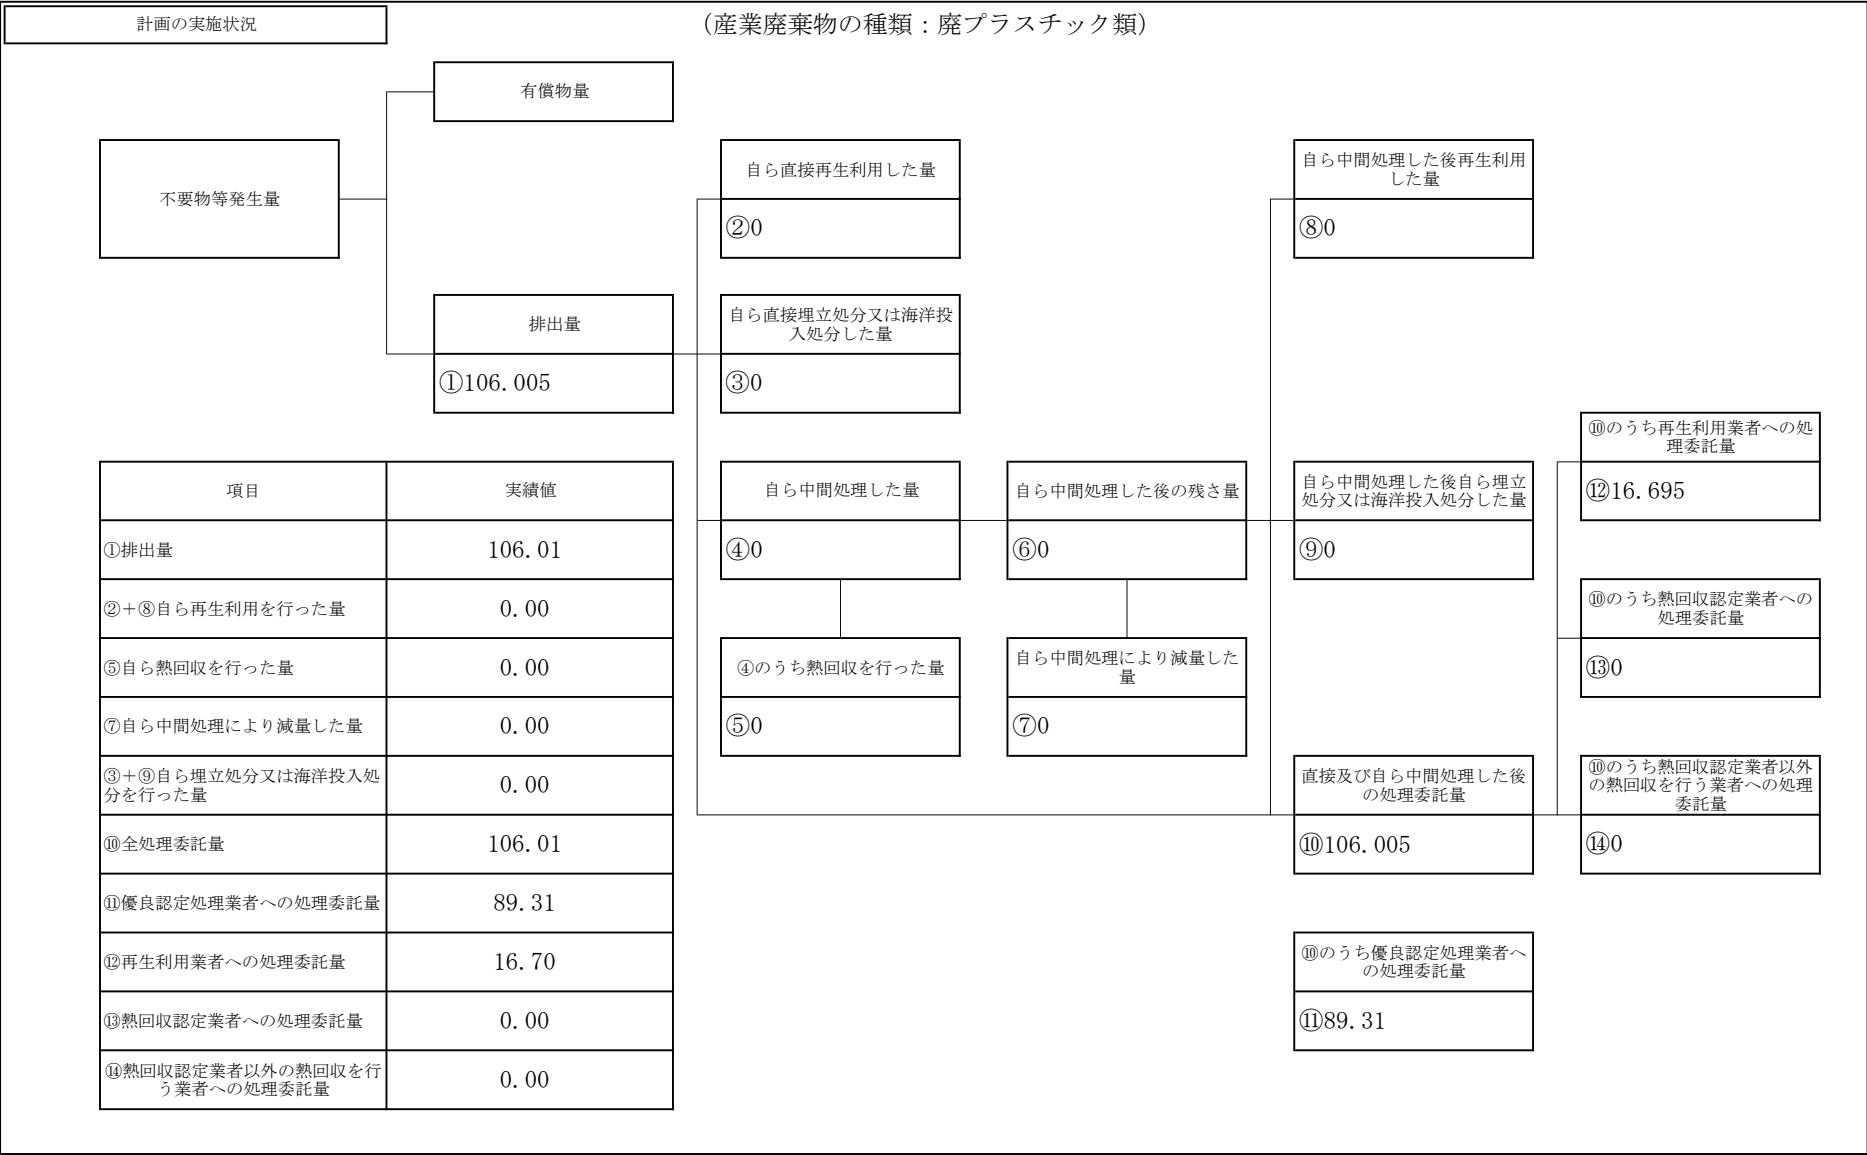 計画の実施状況
（産業廃棄物の種類：廃プラスチック類）
有償物量
不要物等発生量
自ら直接再生利用した量
②0
自ら中間処理した後再生利用
した量
⑧0
排出量
①106.005
自ら直接埋立処分又は海洋投
入処分した量
③0
⑩のうち再生利用業者への処
理委託量
⑫16.695
自ら中間処理した量
④0
自ら中間処理した後の残さ量
⑥0
自ら中間処理した後自ら埋立
処分又は海洋投入処分した量
⑨0
⑩のうち熱回収認定業者への
処理委託量
⑬0
④のうち熱回収を行った量
⑤0
自ら中間処理により減量した
量
⑦0
直接及び自ら中間処理した後
の処理委託量
⑩106.005
⑩のうち熱回収認定業者以外
の熱回収を行う業者への処理
委託量
⑭0
⑩のうち優良認定処理業者へ
の処理委託量
⑪89.31
項目 実績値
①排出量 106.01
②＋⑧自ら再生利用を行った量 0.00
⑤自ら熱回収を行った量 0.00
⑦自ら中間処理により減量した量 0.00
③＋⑨自ら埋立処分又は海洋投入処
分を行った量 0.00
⑩全処理委託量 106.01
⑪優良認定処理業者への処理委託量 89.31
⑫再生利用業者への処理委託量 16.70
⑬熱回収認定業者への処理委託量 0.00
⑭熱回収認定業者以外の熱回収を行
う業者への処理委託量 0.00